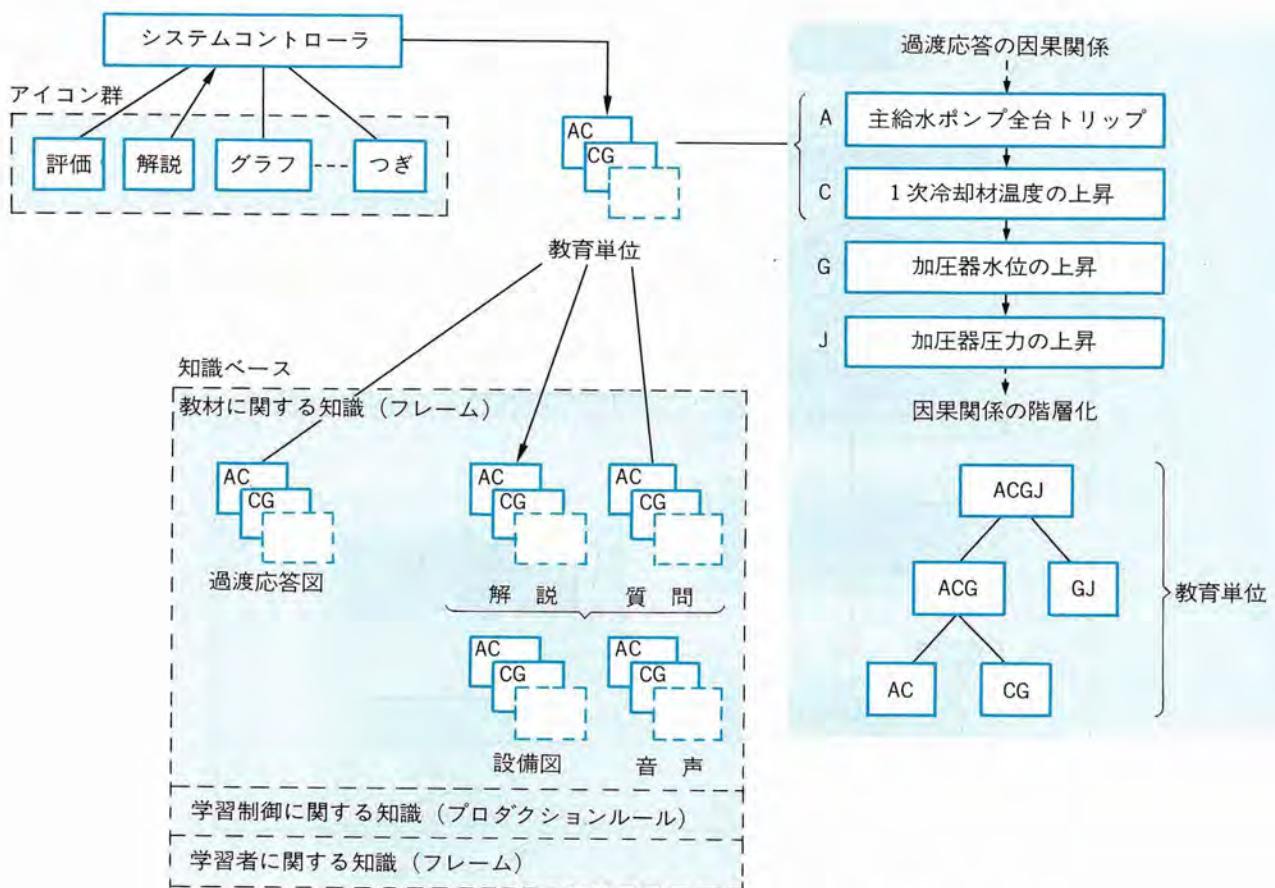 システムコントローラ
アイコン群
評価
解説
グラフ
つぎ
AC
CG
教育単位
過渡応答の因果関係
A
主給水ポンプ全台トリップ
C
1次冷却材温度の上昇
G
加圧器水位の上昇
J
加圧器圧力の上昇
因果関係の階層化
ACGJ
ACG
GJ
AC
CG
教育単位
知識ベース
教材に関する知識（フレーム）
AC
CG
過渡応答図
AC
CG
解 説
AC
CG
質 問
AC
CG
設備図
AC
CG
音 声
学習制御に関する知識（プロダクションルール）
学習者に関する知識（フレーム）